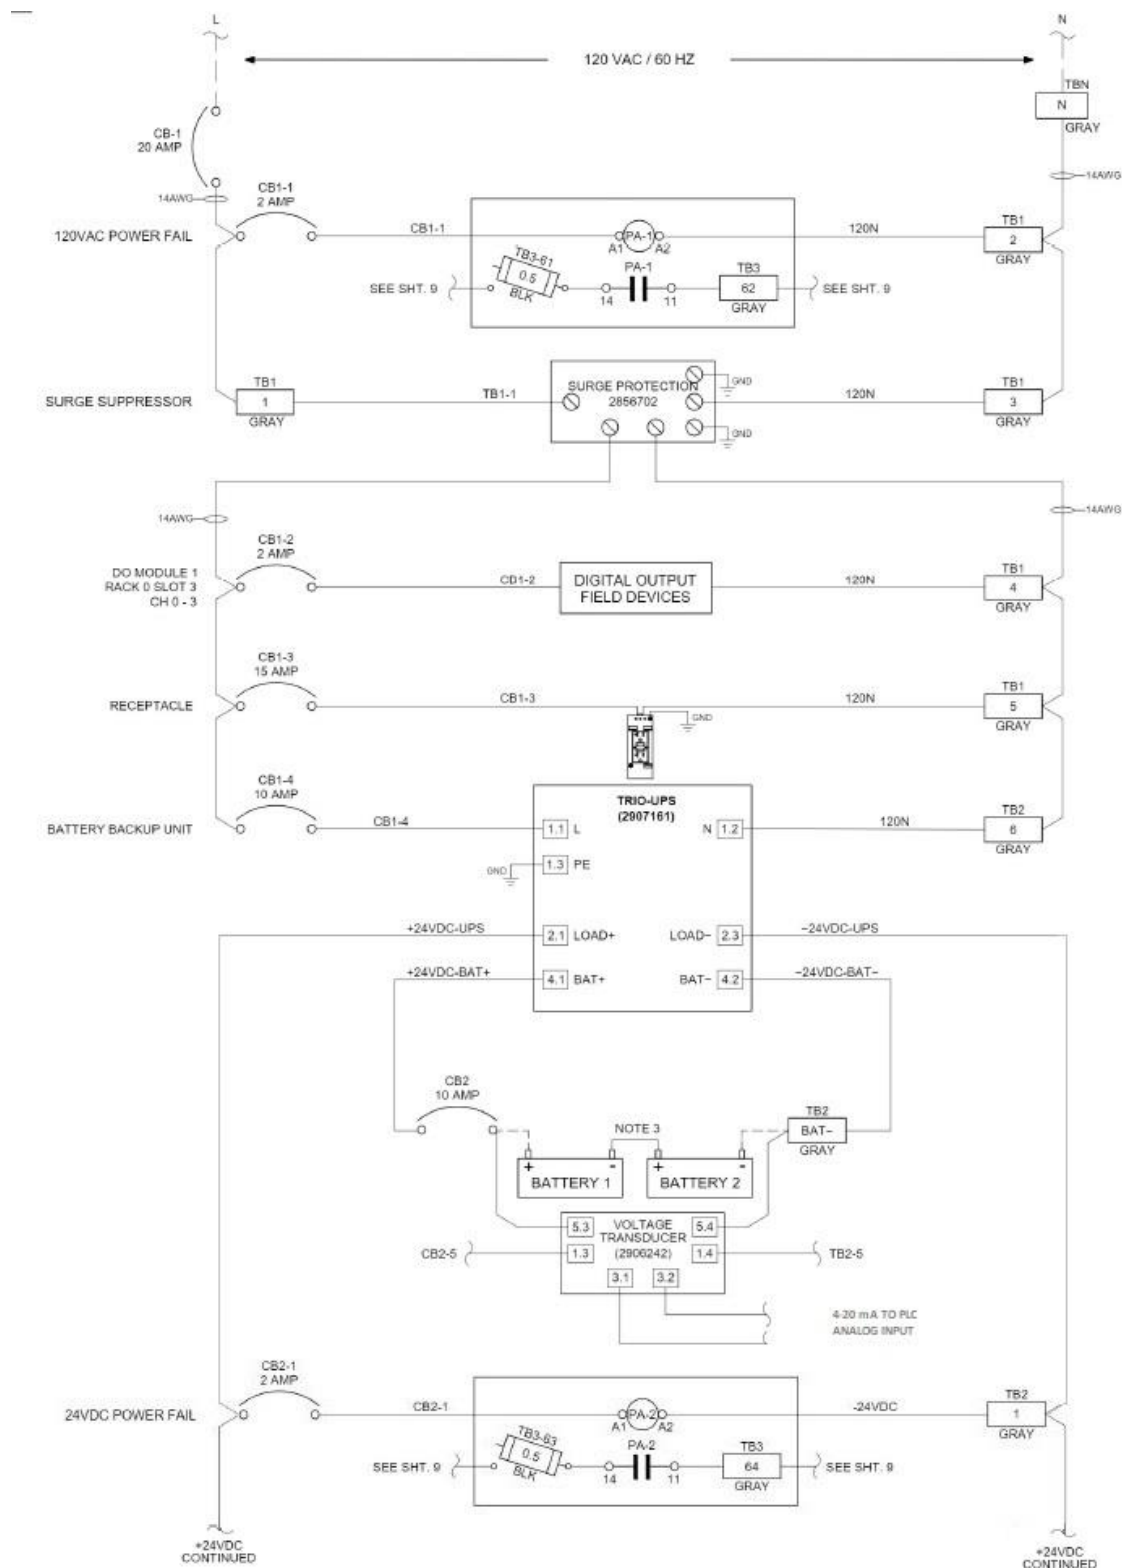 L
N
120 VAC / 60 HZ
TBN
N
GRAY
CB-1
20 AMP
14AWG
14AWG
CB1-1
2 AMP
120VAC POWER FAIL
CB1-1
PA-1
A1
A2
120N
TB1
2
GRAY
SEE SHT. 9
TB3-61
0.5
BLK
14
PA-1
11
TB3
62
GRAY
SEE SHT. 9
SURGE SUPPRESSOR
TB1
1
GRAY
TB1-1
SURGE PROTECTION
2856702
GND
GND
120N
TB1
3
GRAY
14AWG
14AWG
DO MODULE 1
RACK 0 SLOT 3
CH 0 - 3
CB1-2
2 AMP
CD1-2
DIGITAL OUTPUT
FIELD DEVICES
120N
TB1
4
GRAY
RECEPTACLE
CB1-3
15 AMP
CB1-3
GND
120N
TB1
5
GRAY
BATTERY BACKUP UNIT
CB1-4
10 AMP
CB1-4
TRIO-UPS
(2907161)
1.1 L
N 1.2
120N
TB2
6
GRAY
GND
1.3 PE
+24VDC-UPS
2.1 LOAD+
LOAD− 2.3
−24VDC-UPS
+24VDC-BAT+
4.1 BAT+
BAT− 4.2
−24VDC-BAT−
CB2
10 AMP
NOTE 3
TB2
BAT−
GRAY
+ -
BATTERY 1
+ -
BATTERY 2
5.3
VOLTAGE
TRANSDUCER
(2906242)
5.4
CB2-5
1.3
1.4
TB2-5
3.1
3.2
4-20 mA TO PLC
ANALOG INPUT
24VDC POWER FAIL
CB2-1
2 AMP
CB2-1
PA-2
A1
A2
-24VDC
TB2
1
GRAY
SEE SHT. 9
TB3-63
0.5
BLK
14
PA-2
11
TB3
64
GRAY
SEE SHT. 9
+24VDC
CONTINUED
+24VDC
CONTINUED